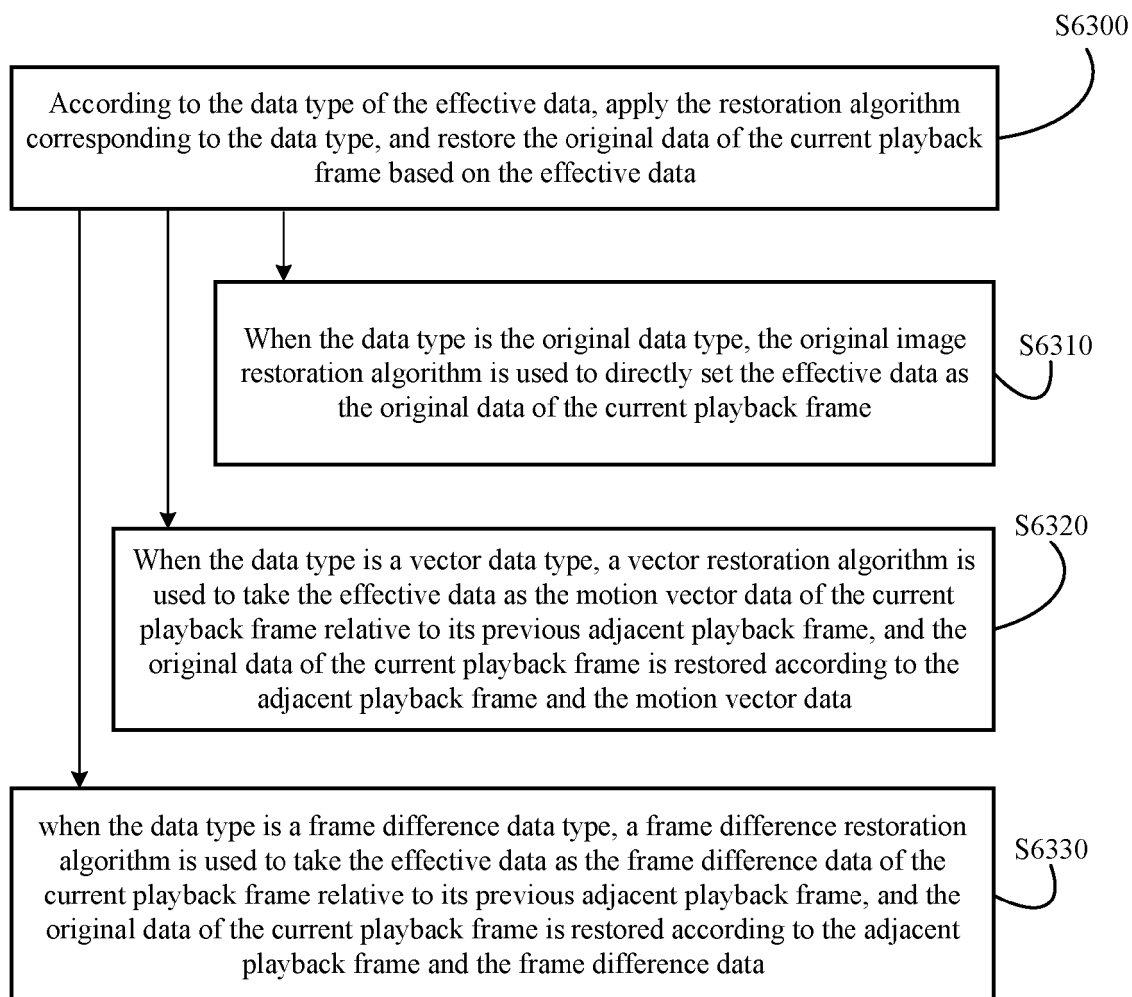 S6300
According to the data type of the effective data, apply the restoration algorithm
corresponding to the data type, and restore the original data of the current playback
frame based on the effective data
When the data type is the original data type, the original image
restoration algorithm is used to directly set the effective data as
the original data of the current playback frame
S6310
When the data type is a vector data type, a vector restoration algorithm is
used to take the effective data as the motion vector data of the current
playback frame relative to its previous adjacent playback frame, and the
original data of the current playback frame is restored according to the
adjacent playback frame and the motion vector data
S6320
when the data type is a frame difference data type, a frame difference restoration
algorithm is used to take the effective data as the frame difference data of the
current playback frame relative to its previous adjacent playback frame, and the
original data of the current playback frame is restored according to the adjacent
playback frame and the frame difference data
S6330